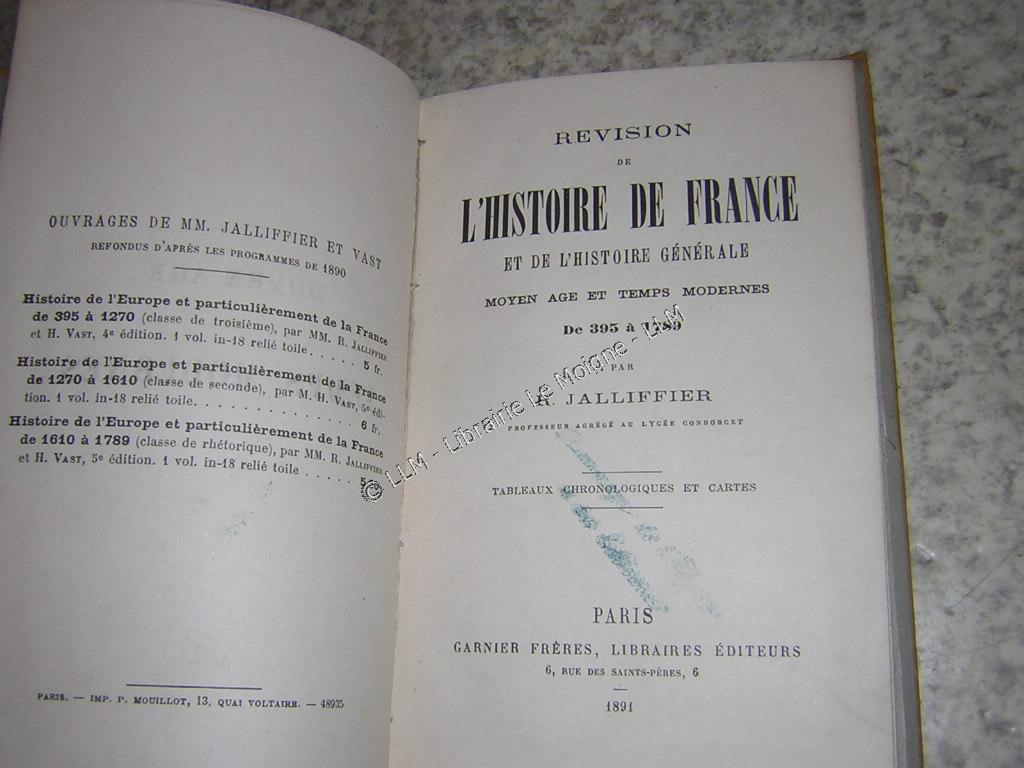 OUVRAGES DE MM. JALLIFFIER ET VAST
REFONDUS D'APRÈS LES PROGRAMMES DE 1890
Histoire de l'Europe et particulièrement de la France
de 395 à 1270 (classe de troisième), par MM. R. JALLIFFIER
et H. VAST, 4e édition. 1 vol. in-18 relié toile. . . . . . 5 fr.
Histoire de l'Europe et particulièrement de la France
de 1270 à 1610 (classe de seconde), par M. H. VAST, 5e édi-
tion. 1 vol. in-18 relié toile. . . . . . . . . . . . 6 fr.
Histoire de l'Europe et particulièrement de la France
de 1610 à 1789 (classe de rhétorique), par MM. R. JALLIFFIER
et H. VAST, 5e édition. 1 vol. in-18 relié toile . . . . .
PARIS. — IMP. P. MOUILLOT, 13, QUAI VOLTAIRE. — 48935
REVISION
DE
L'HISTOIRE DE FRANCE
ET DE L'HISTOIRE GÉNÉRALE
MOYEN AGE ET TEMPS MODERNES
De 395 à 1789
PAR
R. JALLIFFIER
PROFESSEUR AGRÉGÉ AU LYCÉE CONDORCET
TABLEAUX CHRONOLOGIQUES ET CARTES
PARIS
GARNIER FRÈRES, LIBRAIRES ÉDITEURS
6, RUE DES SAINTS-PÈRES, 6
1891
© LLM - Librairie Le Moigne - LLM